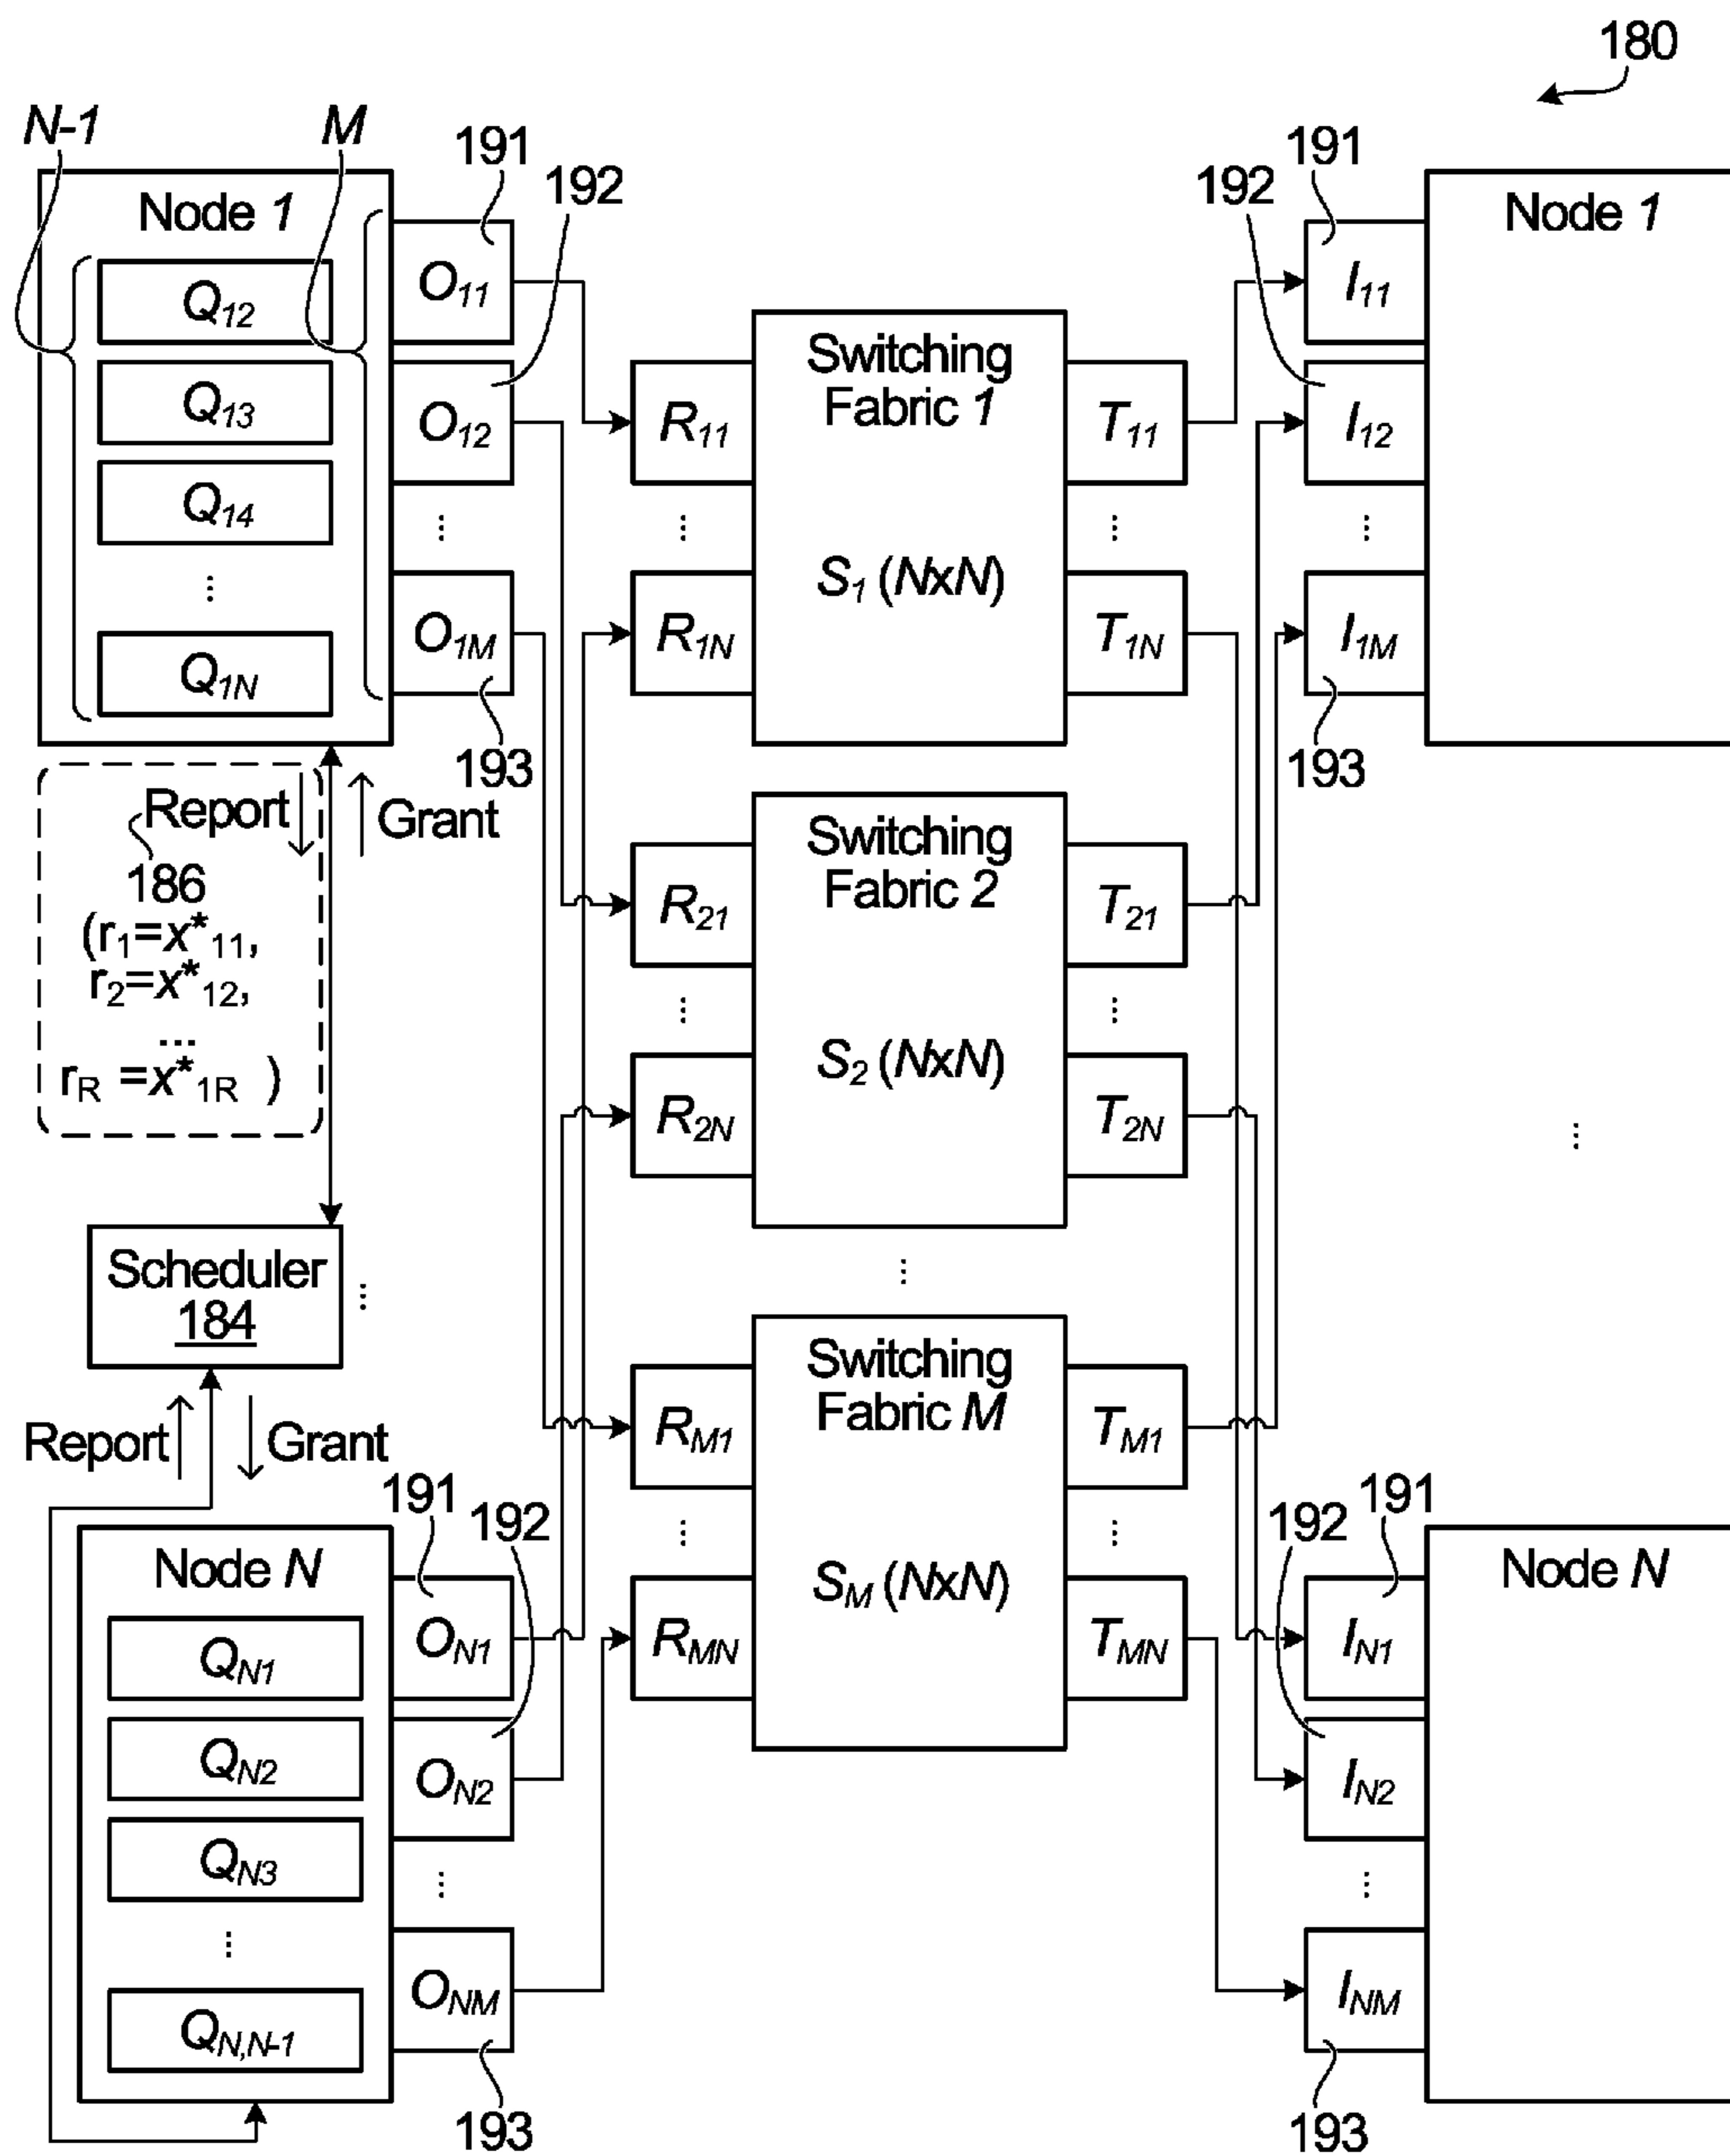 180
N-1
M
191
192
Node 1
Q12
Q13
Q14
...
Q1N
O11
O12
...
O1M
193
Report
Grant
186
(r1=x*11,
r2=x*12,
...
rR =x*1R )
Scheduler
184
...
Report
Grant
Node N
QN1
QN2
QN3
...
QN,N-1
191
192
ON1
ON2
...
ONM
193
R11
...
R1N
Switching
Fabric 1
S1 (NxN)
T11
...
T1N
R21
...
R2N
Switching
Fabric 2
S2 (NxN)
T21
...
T2N
...
RM1
...
RMN
Switching
Fabric M
SM (NxN)
TM1
...
TMN
192
191
I11
I12
...
I1M
193
Node 1
...
192
191
IN1
IN2
...
INM
193
Node N